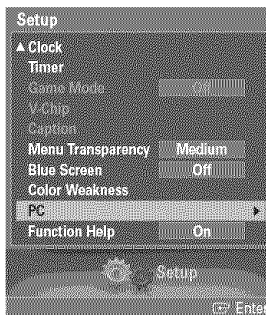 Setup
▲ Clock
Timer
Game Mode Off
V-Chip
Caption
Menu Transparency Medium
Blue Screen Off
Color Weakness
PC
Function Help On
Setup
Enter